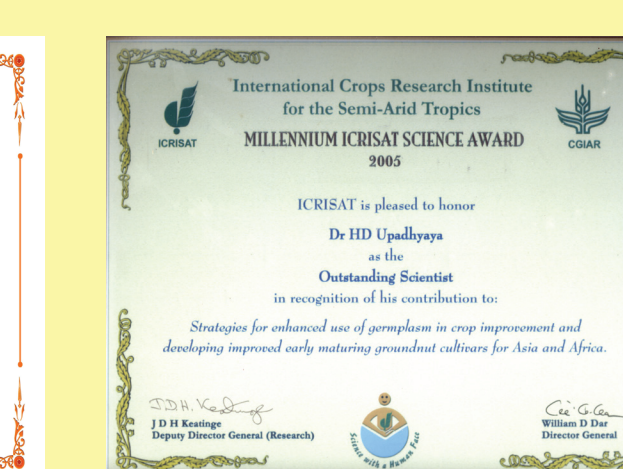 International Crops Research Institute
for the Semi-Arid Tropics
ICRISAT
CGIAR
MILLENNIUM ICRISAT SCIENCE AWARD
2005
ICRISAT is pleased to honor
Dr HD Upadhyaya
as the
Outstanding Scientist
in recognition of his contribution to:
Strategies for enhanced use of germplasm in crop improvement and
developing improved early maturing groundnut cultivars for Asia and Africa.
J.D.H. Keatinge
J D H Keatinge
Deputy Director General (Research)
Science with a Human Face
William D Dar
Director General